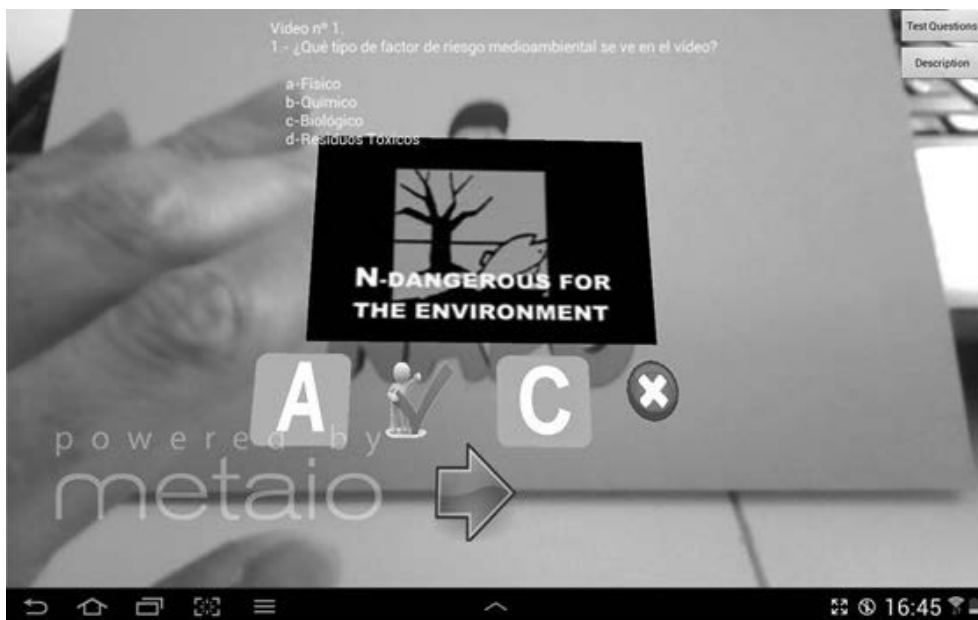 Vídeo nº 1.
1 - ¿Qué tipo de factor de riesgo medioambiental se ve en el vídeo?
a-Físico
b-Químico
c-Biológico
d-Residuos Tóxicos
Test Questions
Description
N-DANGEROUS FOR
THE ENVIRONMENT
A
C
powered by
metaio
16:45